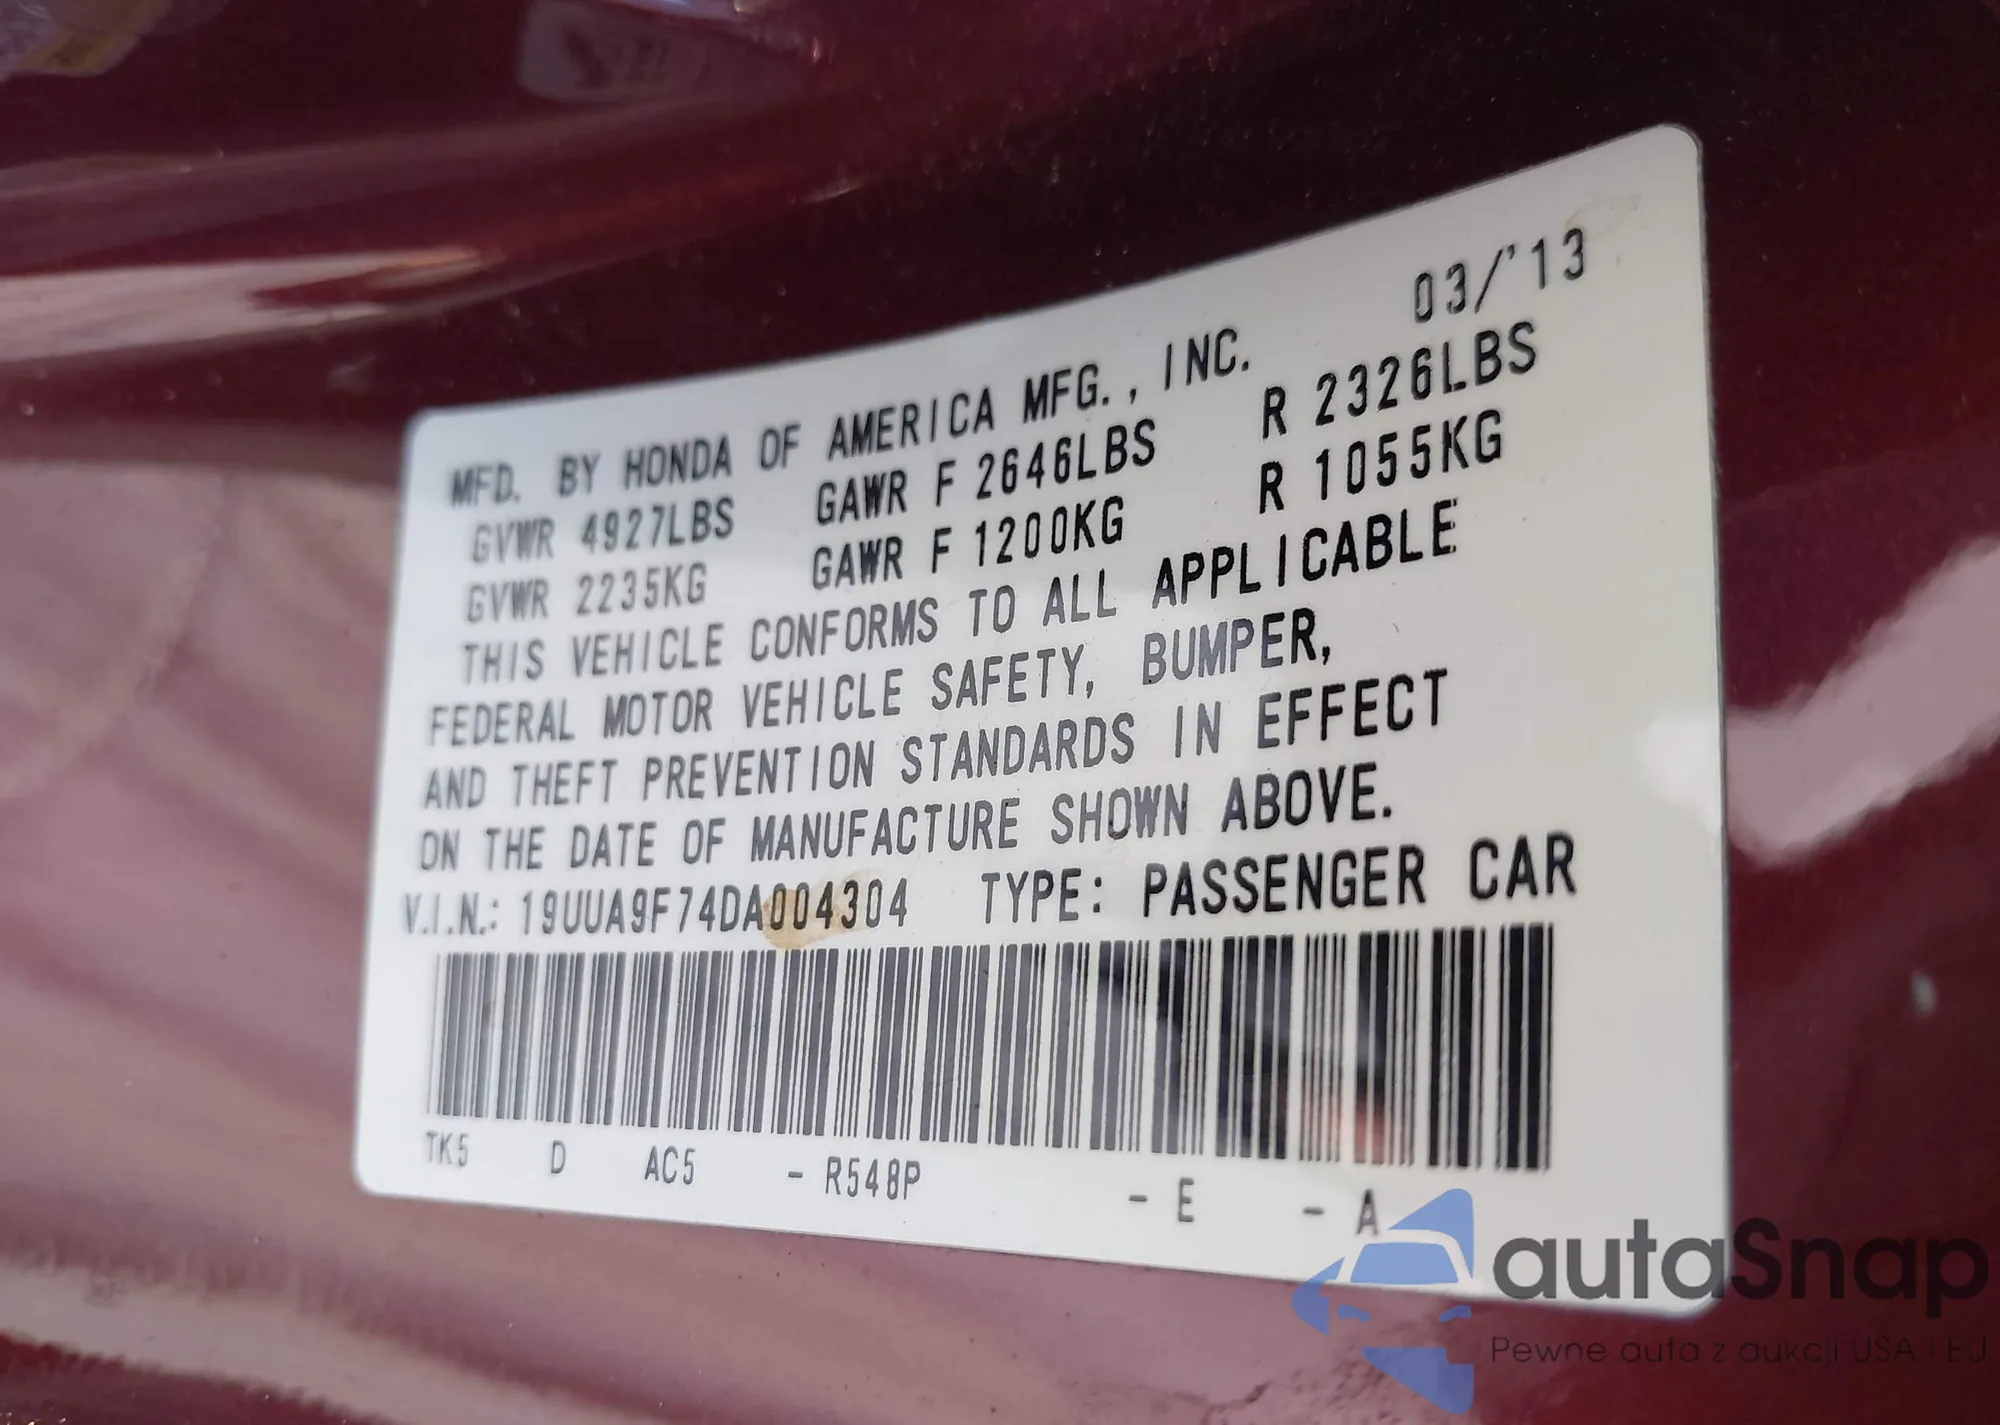 03/'13
MFD. BY HONDA OF AMERICA MFG., INC.
GVWR 4927LBS GAWR F 2646LBS R 2326LBS
GVWR 2235KG GAWR F 1200KG R 1055KG
THIS VEHICLE CONFORMS TO ALL APPLICABLE
FEDERAL MOTOR VEHICLE SAFETY, BUMPER,
AND THEFT PREVENTION STANDARDS IN EFFECT
ON THE DATE OF MANUFACTURE SHOWN ABOVE.
V.I.N.: 19UUA9F74DA004304 TYPE: PASSENGER CAR
TK5 D AC5 - R548P - E - A
autaSnap
Pewne auta z aukcji USA i EU